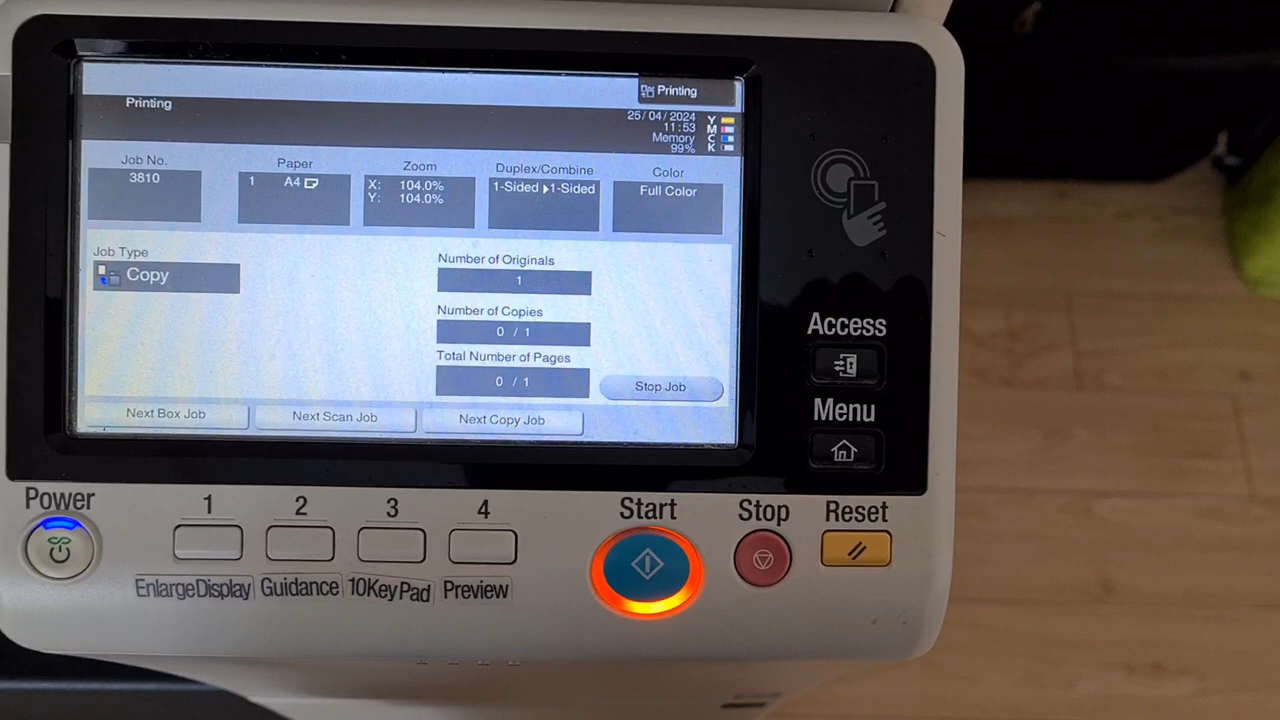 Printing
Printing
25/04/2024
11:53
Memory
99%
Y
M
C
K
Job No.
3810
Paper
1 A4
Zoom
X: 104.0%
Y: 104.0%
Duplex/Combine
1-Sided ▶1-Sided
Color
Full Color
Job Type
Copy
Number of Originals
1
Number of Copies
0 / 1
Total Number of Pages
0 / 1
Stop Job
Next Box Job
Next Scan Job
Next Copy Job
Access
Menu
Power
1
2
3
4
Start
Stop
Reset
EnlargeDisplay
Guidance
10KeyPad
Preview